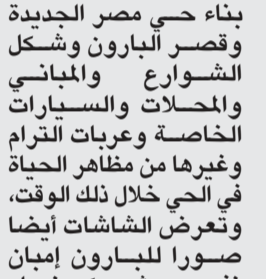 بناء حي مصر الجديدة
وقصر البارون وشكل
الشوارع والمباني
والمحلات والسيارات
الخاصة وعربات الترام
وغيرها من مظاهر الحياة
في الحي خلال ذلك الوقت،
وتعرض الشاشات أيضا
صورا للبارون إمبان